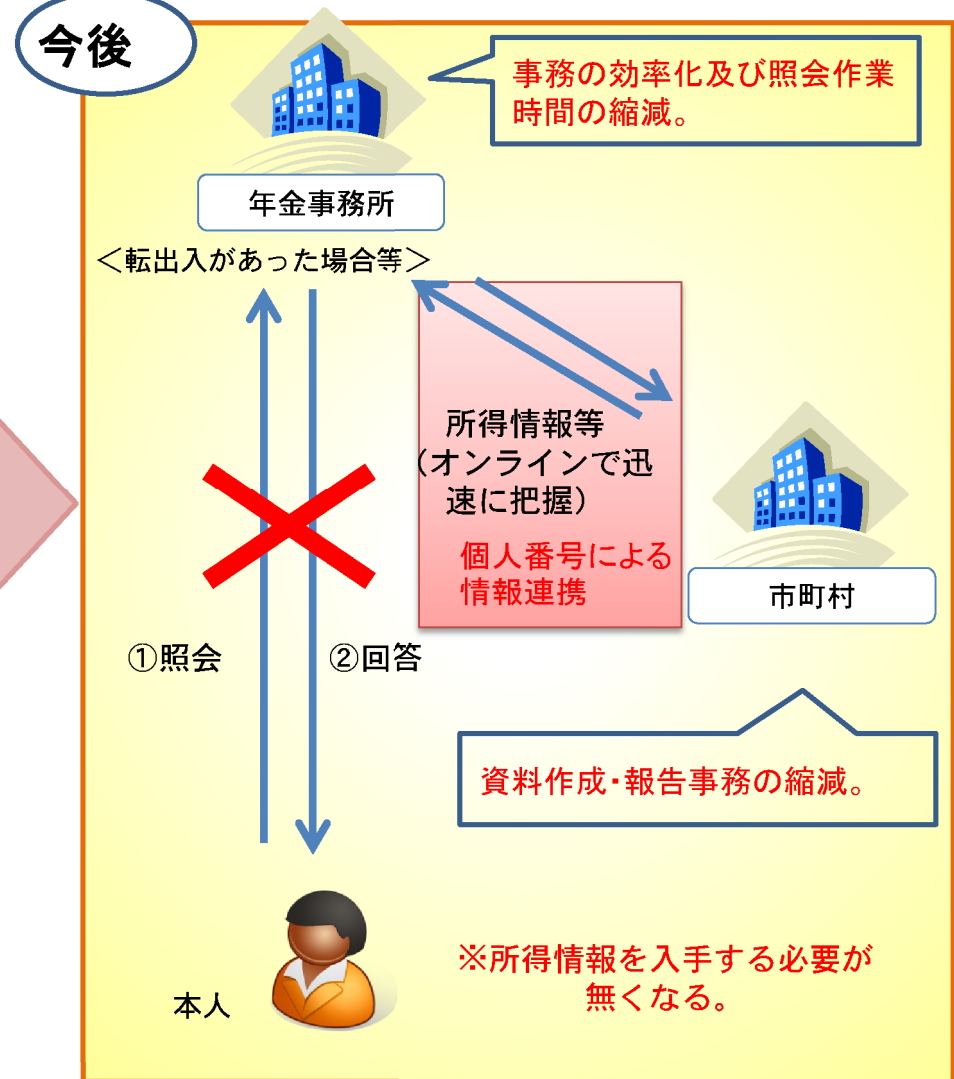 今後
事務の効率化及び照会作業
時間の縮減。
年金事務所
＜転出入があった場合等＞
所得情報等
（オンラインで迅
速に把握）
個人番号による
情報連携
市町村
①照会
②回答
資料作成・報告事務の縮減。
※所得情報を入手する必要が
無くなる。
本人